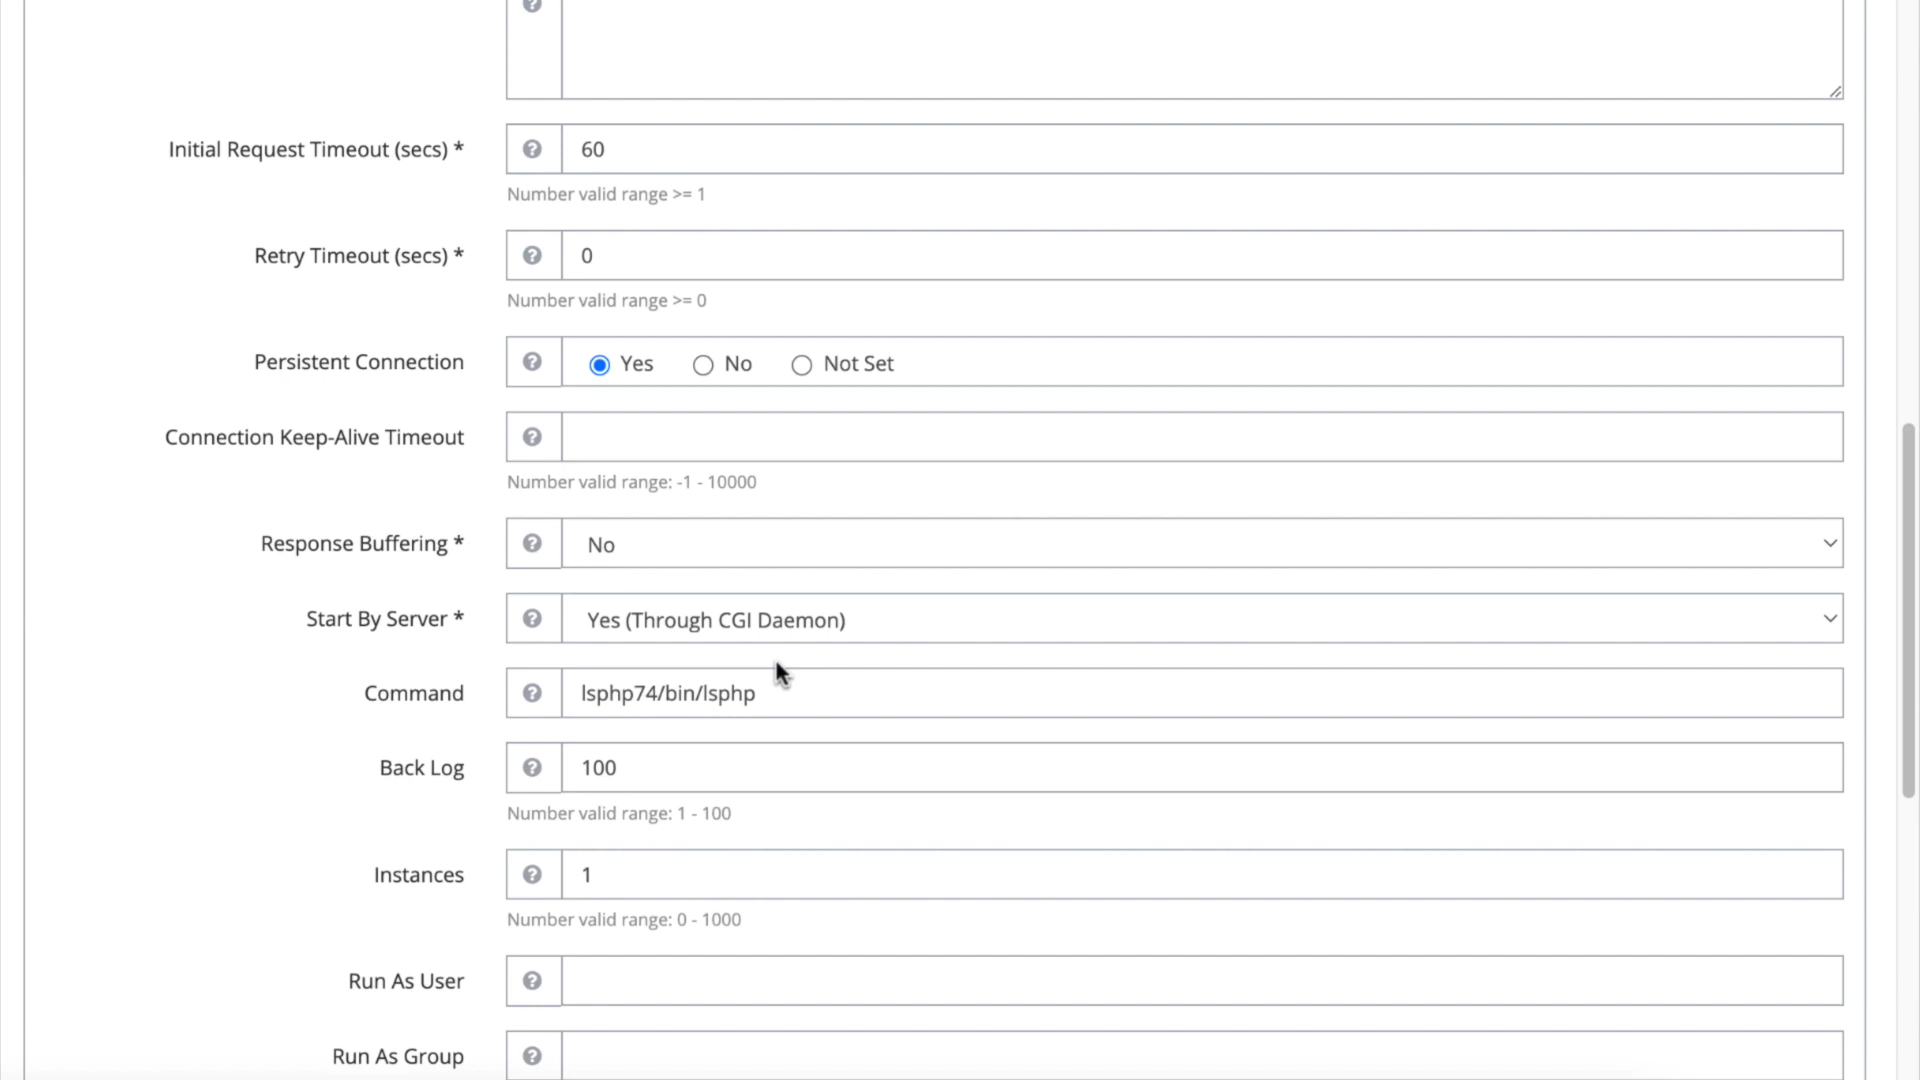 Initial Request Timeout (secs) * 60
Number valid range >= 1
Retry Timeout (secs) * 0
Number valid range >= 0
Persistent Connection Yes No Not Set
Connection Keep-Alive Timeout
Number valid range: -1 - 10000
Response Buffering * No
Start By Server * Yes (Through CGI Daemon)
Command lsphp74/bin/lsphp
Back Log 100
Number valid range: 1 - 100
Instances 1
Number valid range: 0 - 1000
Run As User
Run As Group